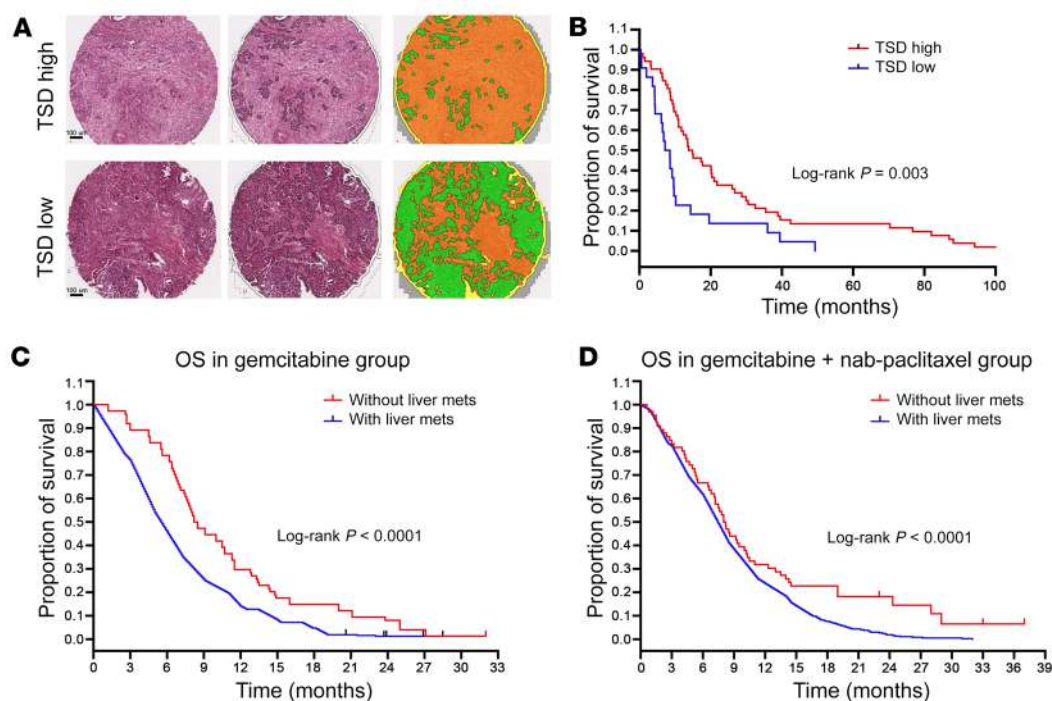 A
TSD high
100 um
TSD low
100 um
B
1.1
1.0
0.9
0.8
0.7
0.6
0.5
0.4
0.3
0.2
0.1
0.0
Proportion of survival
TSD high
TSD low
Log-rank P = 0.003
0 20 40 60 80 100
Time (months)
C
OS in gemcitabine group
1.1
1.0
0.9
0.8
0.7
0.6
0.5
0.4
0.3
0.2
0.1
0.0
Proportion of survival
Without liver mets
With liver mets
Log-rank P < 0.0001
0 3 6 9 12 15 18 21 24 27 30 33
Time (months)
D
OS in gemcitabine + nab-paclitaxel group
1.1
1.0
0.9
0.8
0.7
0.6
0.5
0.4
0.3
0.2
0.1
0.0
Proportion of survival
Without liver mets
With liver mets
Log-rank P < 0.0001
0 3 6 9 12 15 18 21 24 27 30 33 36 39
Time (months)